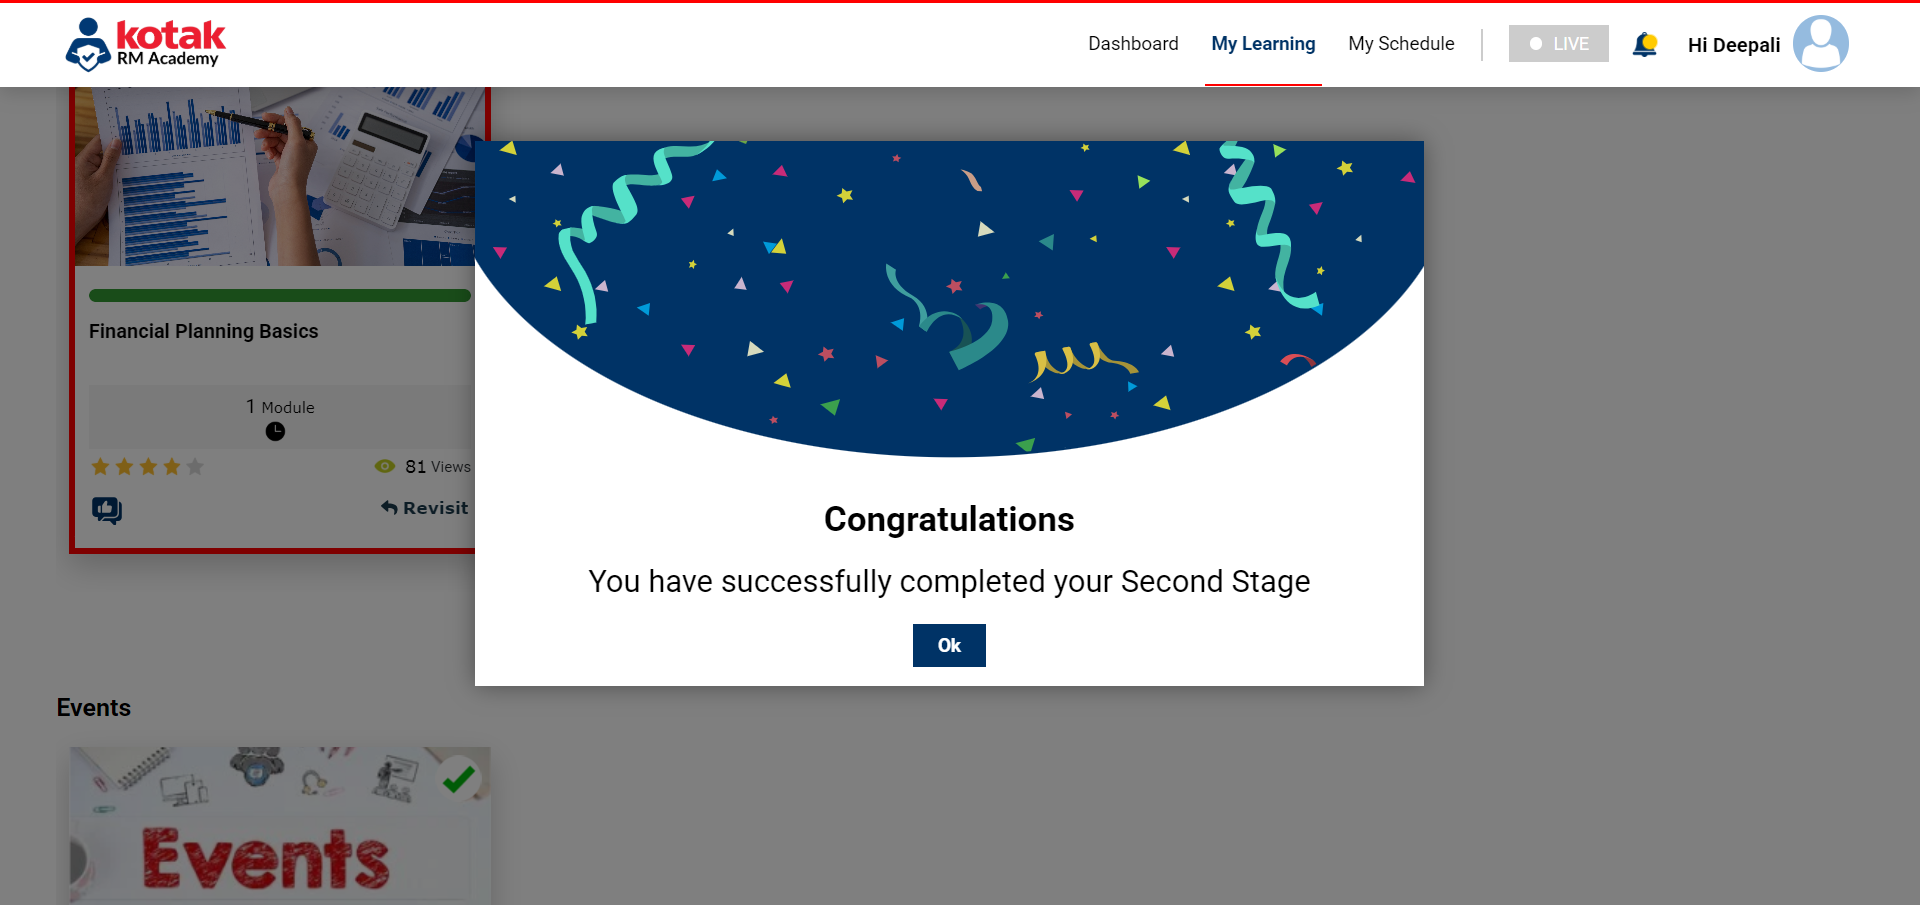 kotak
RM Academy
Dashboard
My Learning
My Schedule
LIVE
Hi Deepali
Financial Planning Basics
1 Module
81 Views
Revisit
Congratulations
You have successfully completed your Second Stage
Ok
Events
Events